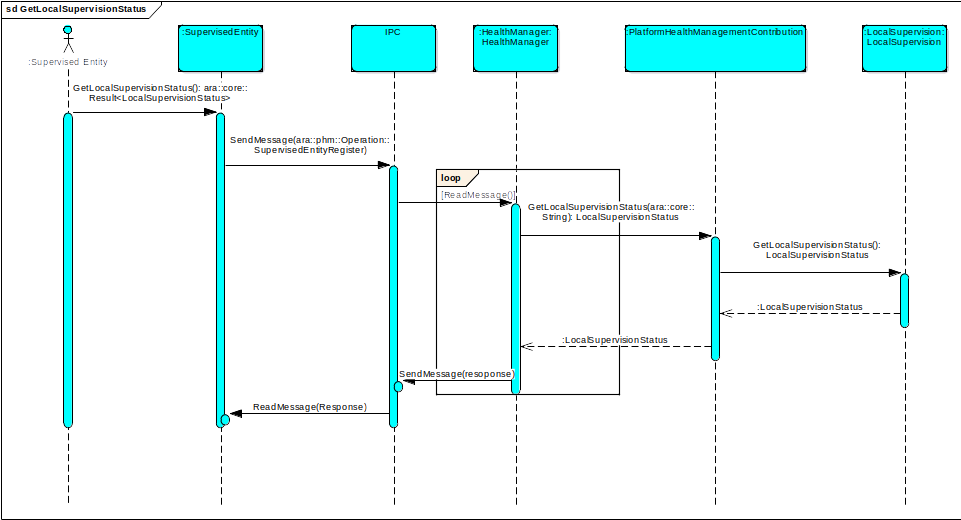 sd GetLocalSupervisionStatus
:Supervised Entity
:SupervisedEntity
IPC
:HealthManager:
HealthManager
:PlatformHealthManagementContribution
:LocalSupervision:
LocalSupervision
GetLocalSupervisionStatus(): ara::core::
Result<LocalSupervisionStatus>
SendMessage(ara::phm::Operation::
SupervisedEntityRegister)
loop
[ReadMessage()]
GetLocalSupervisionStatus(ara::core::
String): LocalSupervisionStatus
GetLocalSupervisionStatus():
LocalSupervisionStatus
:LocalSupervisionStatus
:LocalSupervisionStatus
SendMessage(resoponse)
ReadMessage(Response)